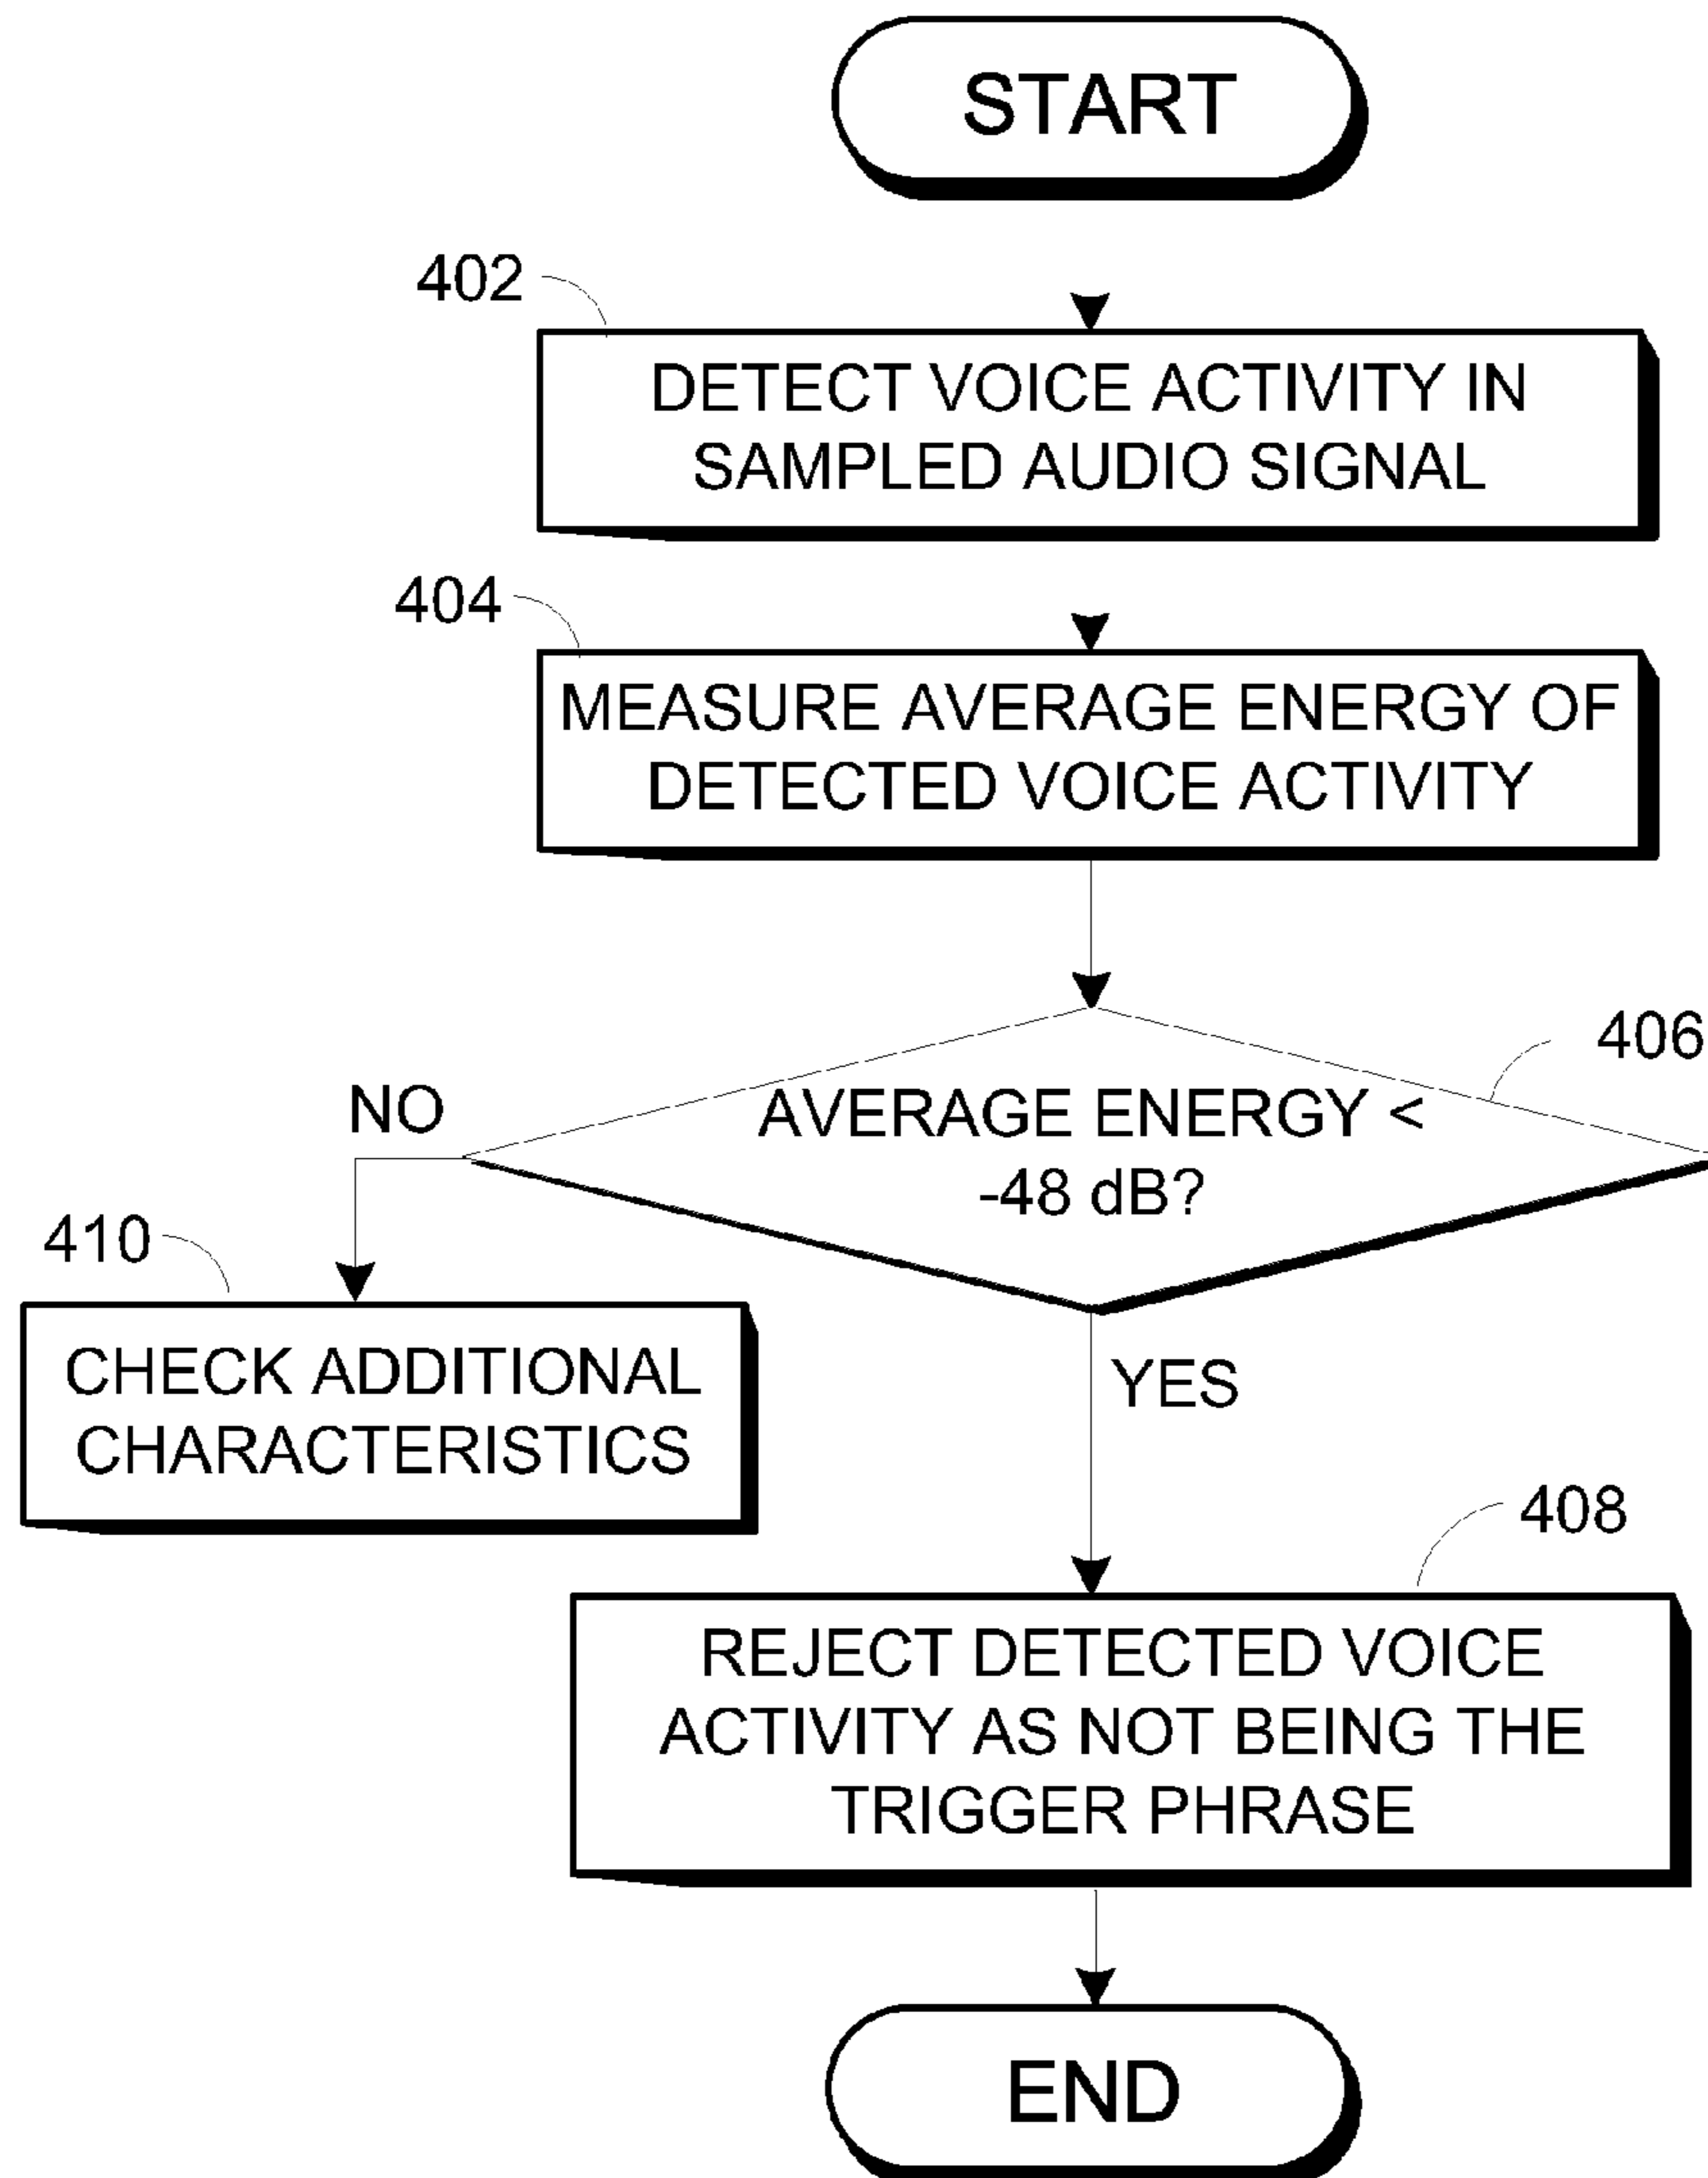 START
402
DETECT VOICE ACTIVITY IN
SAMPLED AUDIO SIGNAL
404
MEASURE AVERAGE ENERGY OF
DETECTED VOICE ACTIVITY
406
AVERAGE ENERGY <
-48 dB?
NO
410
CHECK ADDITIONAL
CHARACTERISTICS
YES
408
REJECT DETECTED VOICE
ACTIVITY AS NOT BEING THE
TRIGGER PHRASE
END